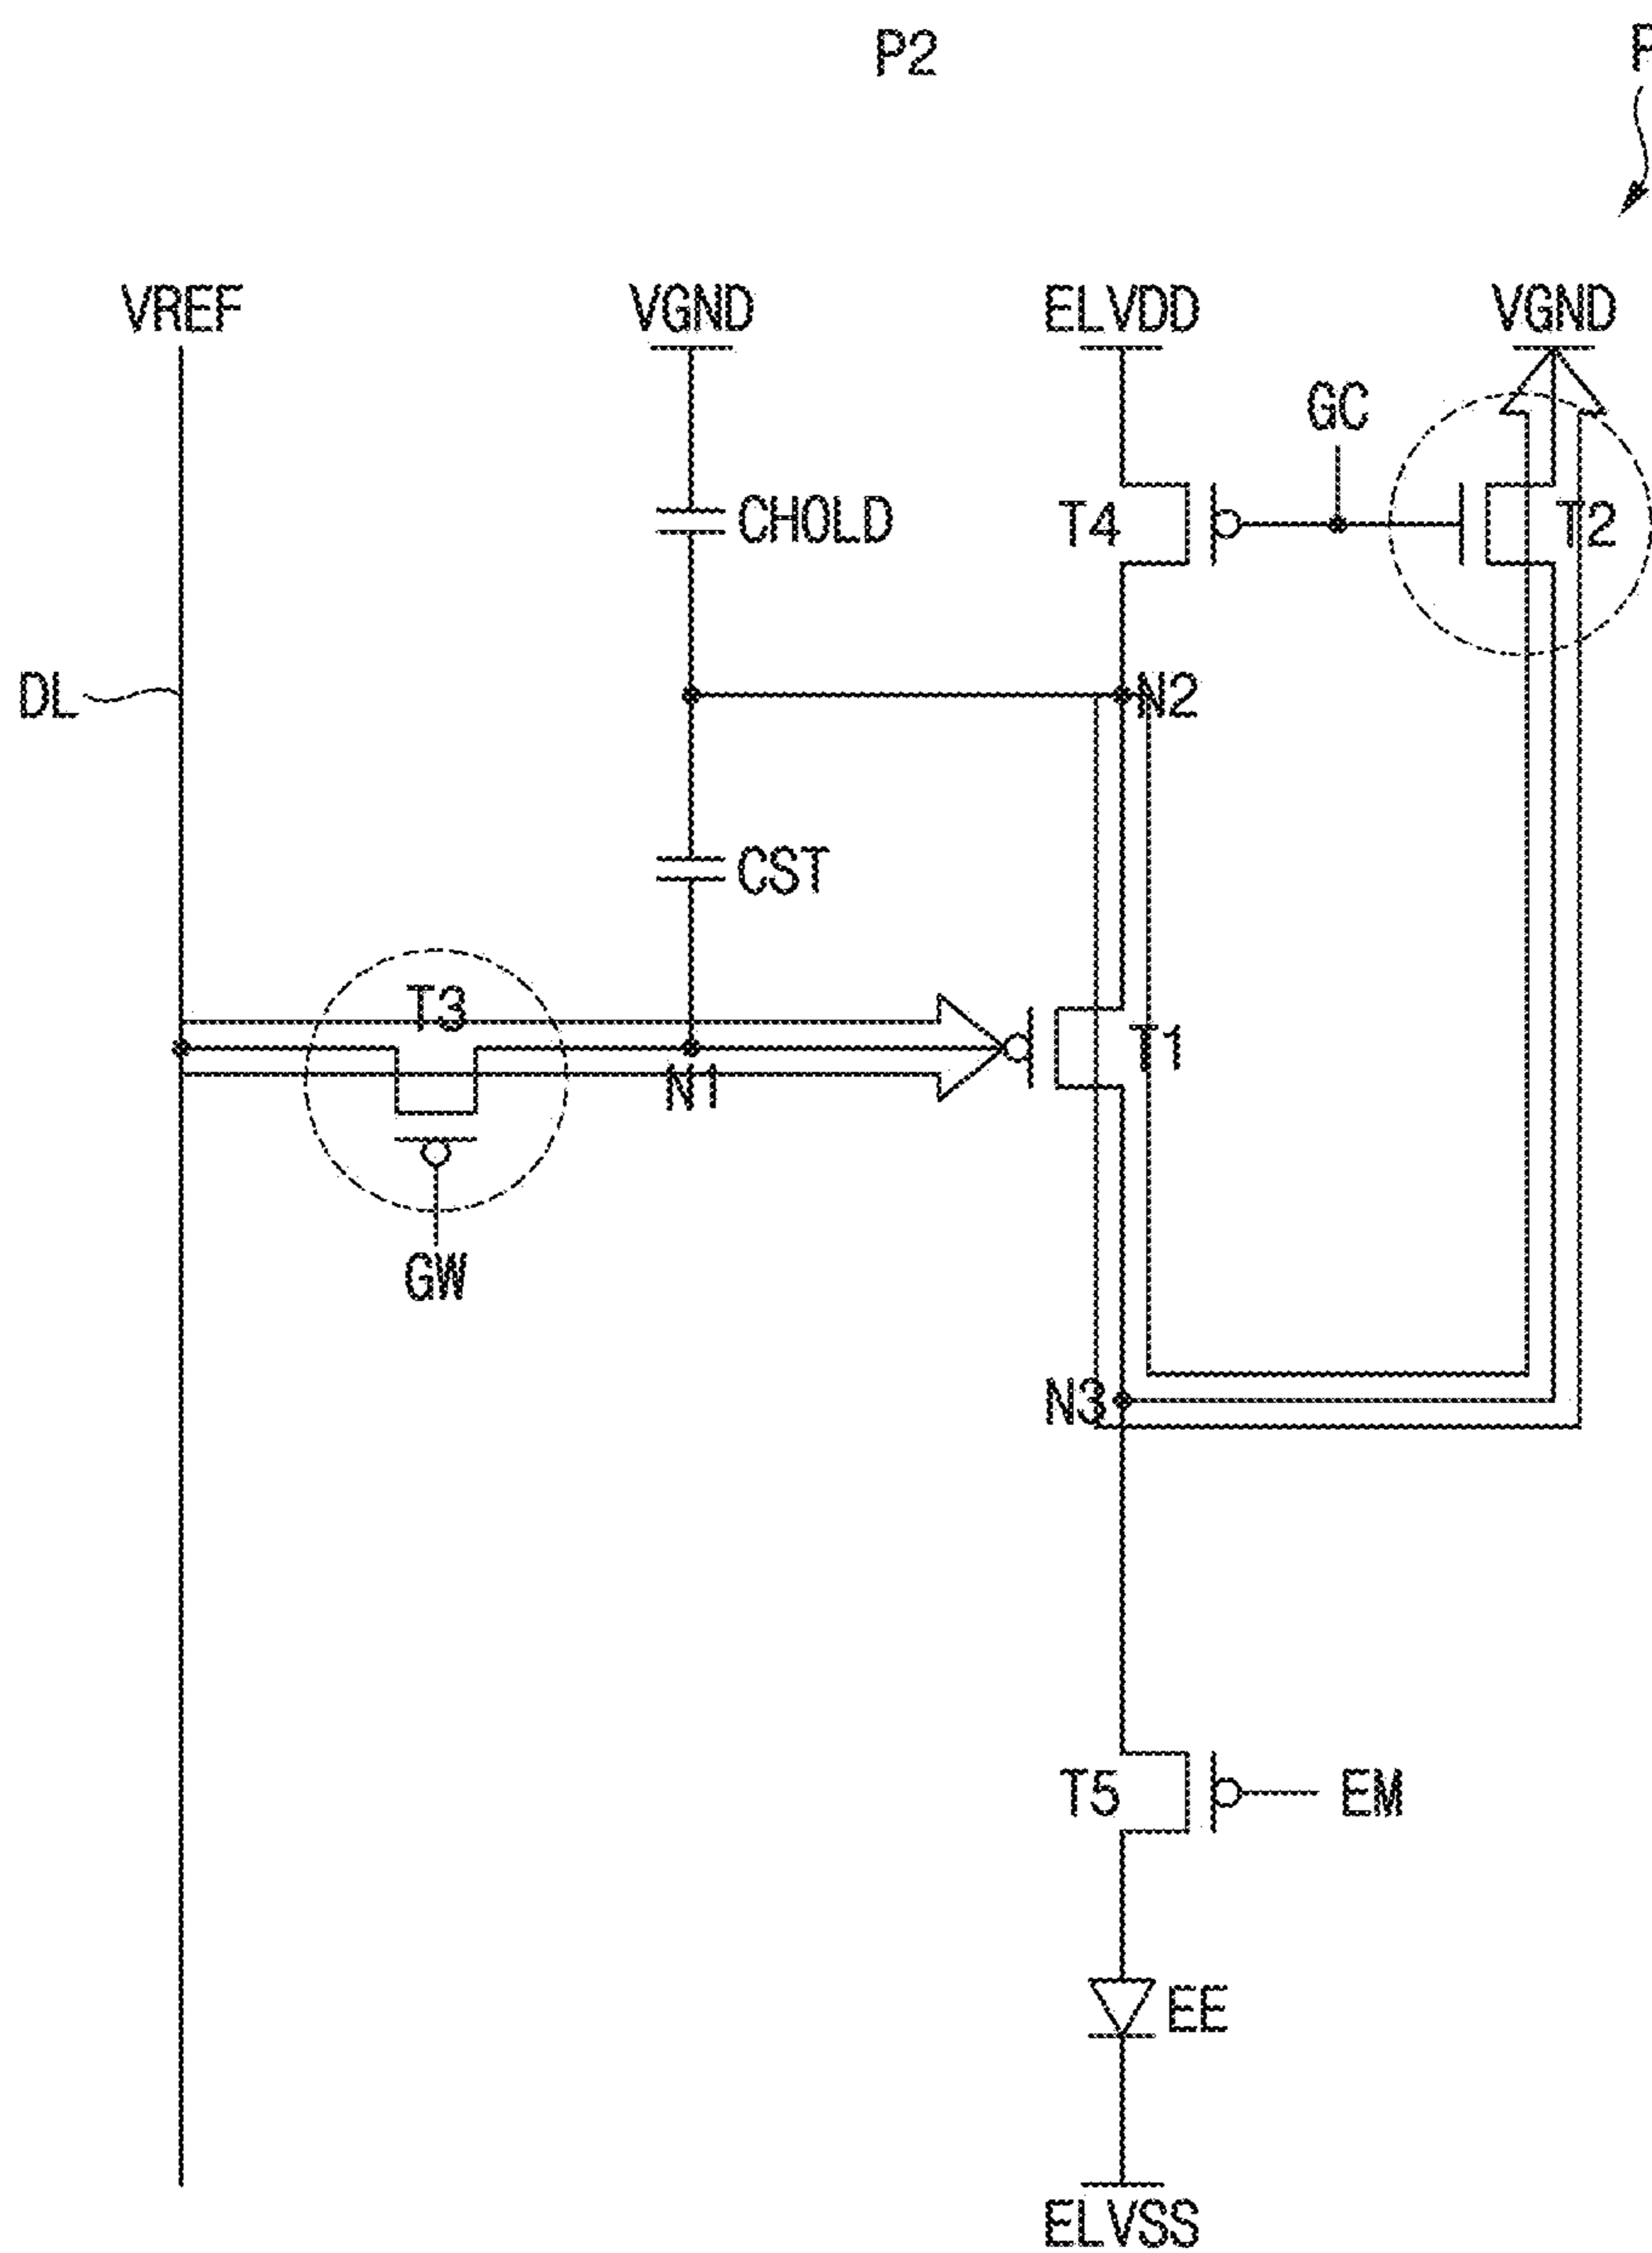 P2
P
VREF
VGND
ELVDD
VGND
GC
CHOLD
T4
T2
DL
N2
CST
T3
T1
N1
GW
N3
T5
EM
EE
ELVSS